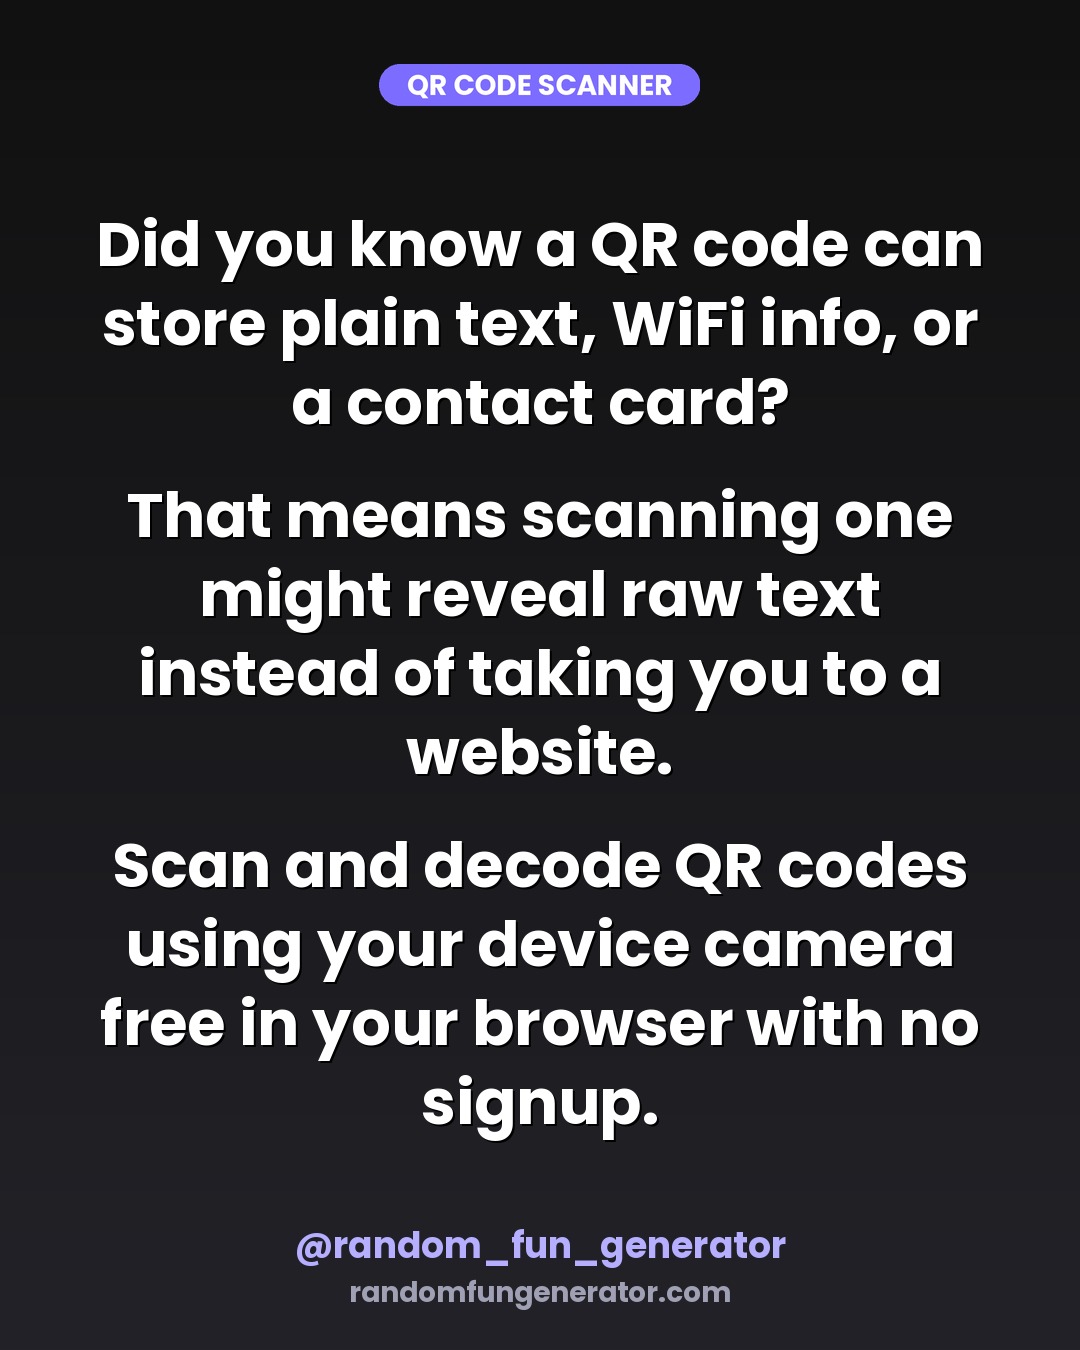 QR CODE SCANNER
Did you know a QR code can
store plain text, WiFi info, or
a contact card?
That means scanning one
might reveal raw text
instead of taking you to a
website.
Scan and decode QR codes
using your device camera
free in your browser with no
signup.
@random_fun_generator
randomfungenerator.com